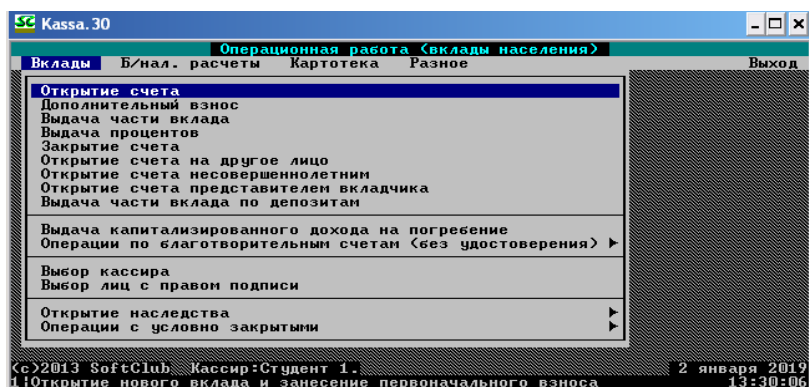 SC Kassa.30
Операционная работа (вклады населения)
Вклады Б/нал. расчеты Картотека Разное Выход
Открытие счета
Дополнительный взнос
Выдача части вклада
Выдача процентов
Закрытие счета
Открытие счета на другое лицо
Открытие счета несовершеннолетним
Открытие счета представителем вкладчика
Выдача части вклада по депозитам
Выдача капитализированного дохода на погребение
Операции по благотворительным счетам (без удостоверения)
Выбор кассира
Выбор лиц с правом подписи
Открытие наследства
Операции с условно закрытыми
(c)2013 SoftClub Кассир:Студент 1. 2 января 2019
1|Открытие нового вклада и занесение первоначального взноса 13:30:06